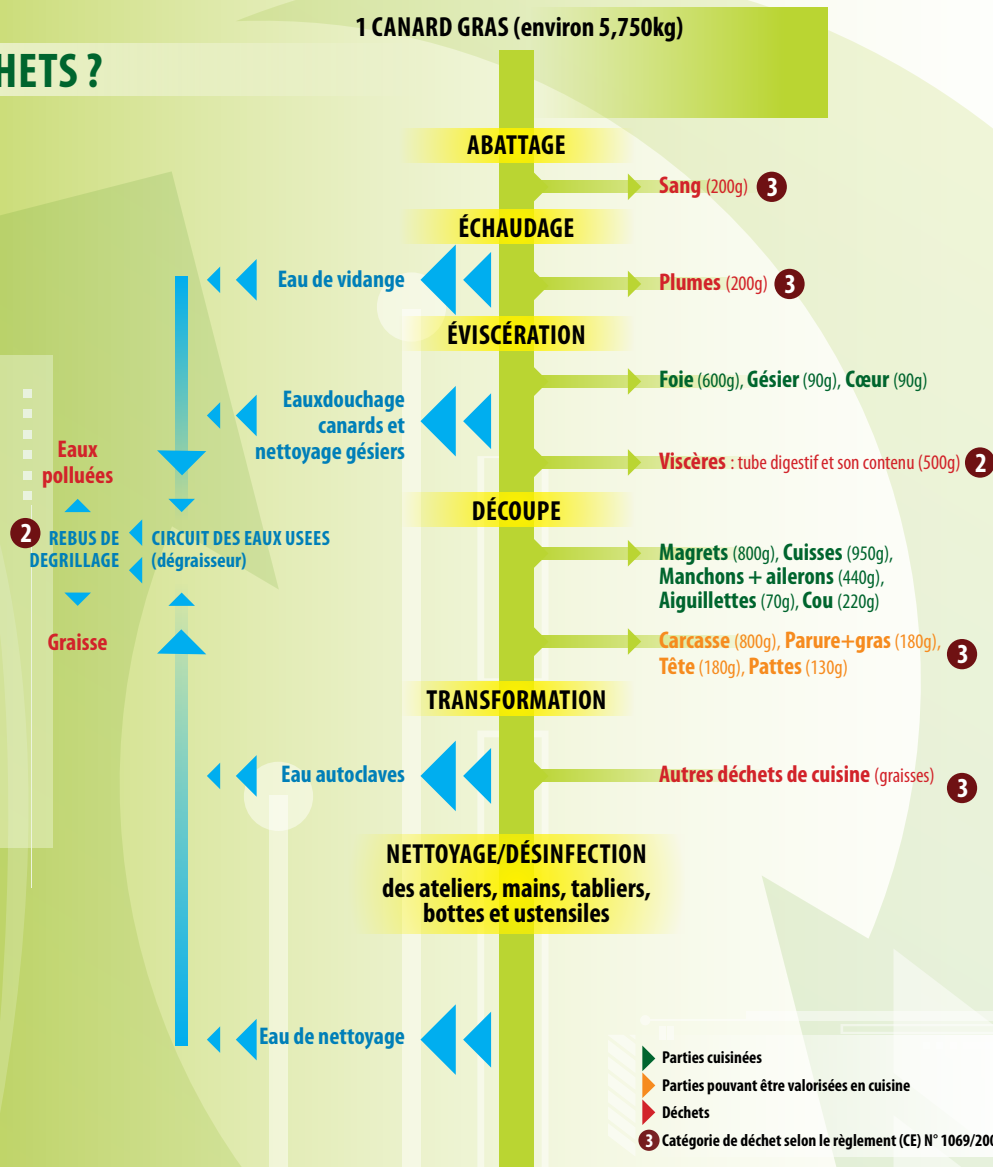 1 CANARD GRAS (environ 5,750kg)
HETS ?
ABATTAGE
Sang (200g) 3
ÉCHAUDAGE
Eau de vidange
Plumes (200g) 3
ÉVISCÉRATION
Foie (600g), Gésier (90g), Cœur (90g)
Eauxdouchage
canards et
nettoyage gésiers
Viscères : tube digestif et son contenu (500g) 2
Eaux
polluées
DÉCOUPE
2 REBUS DE
DEGRILLAGE
CIRCUIT DES EAUX USEES
(dégraisseur)
Magrets (800g), Cuisses (950g),
Manchons + ailerons (440g),
Aiguillettes (70g), Cou (220g)
Graisse
Carcasse (800g), Parure+gras (180g),
Tête (180g), Pattes (130g)
3
TRANSFORMATION
Eau autoclaves
Autres déchets de cuisine (graisses)
3
NETTOYAGE/DÉSINFECTION
des ateliers, mains, tabliers,
bottes et ustensiles
Eau de nettoyage
Parties cuisinées
Parties pouvant être valorisées en cuisine
Déchets
3 Catégorie de déchet selon le règlement (CE) N° 1069/200